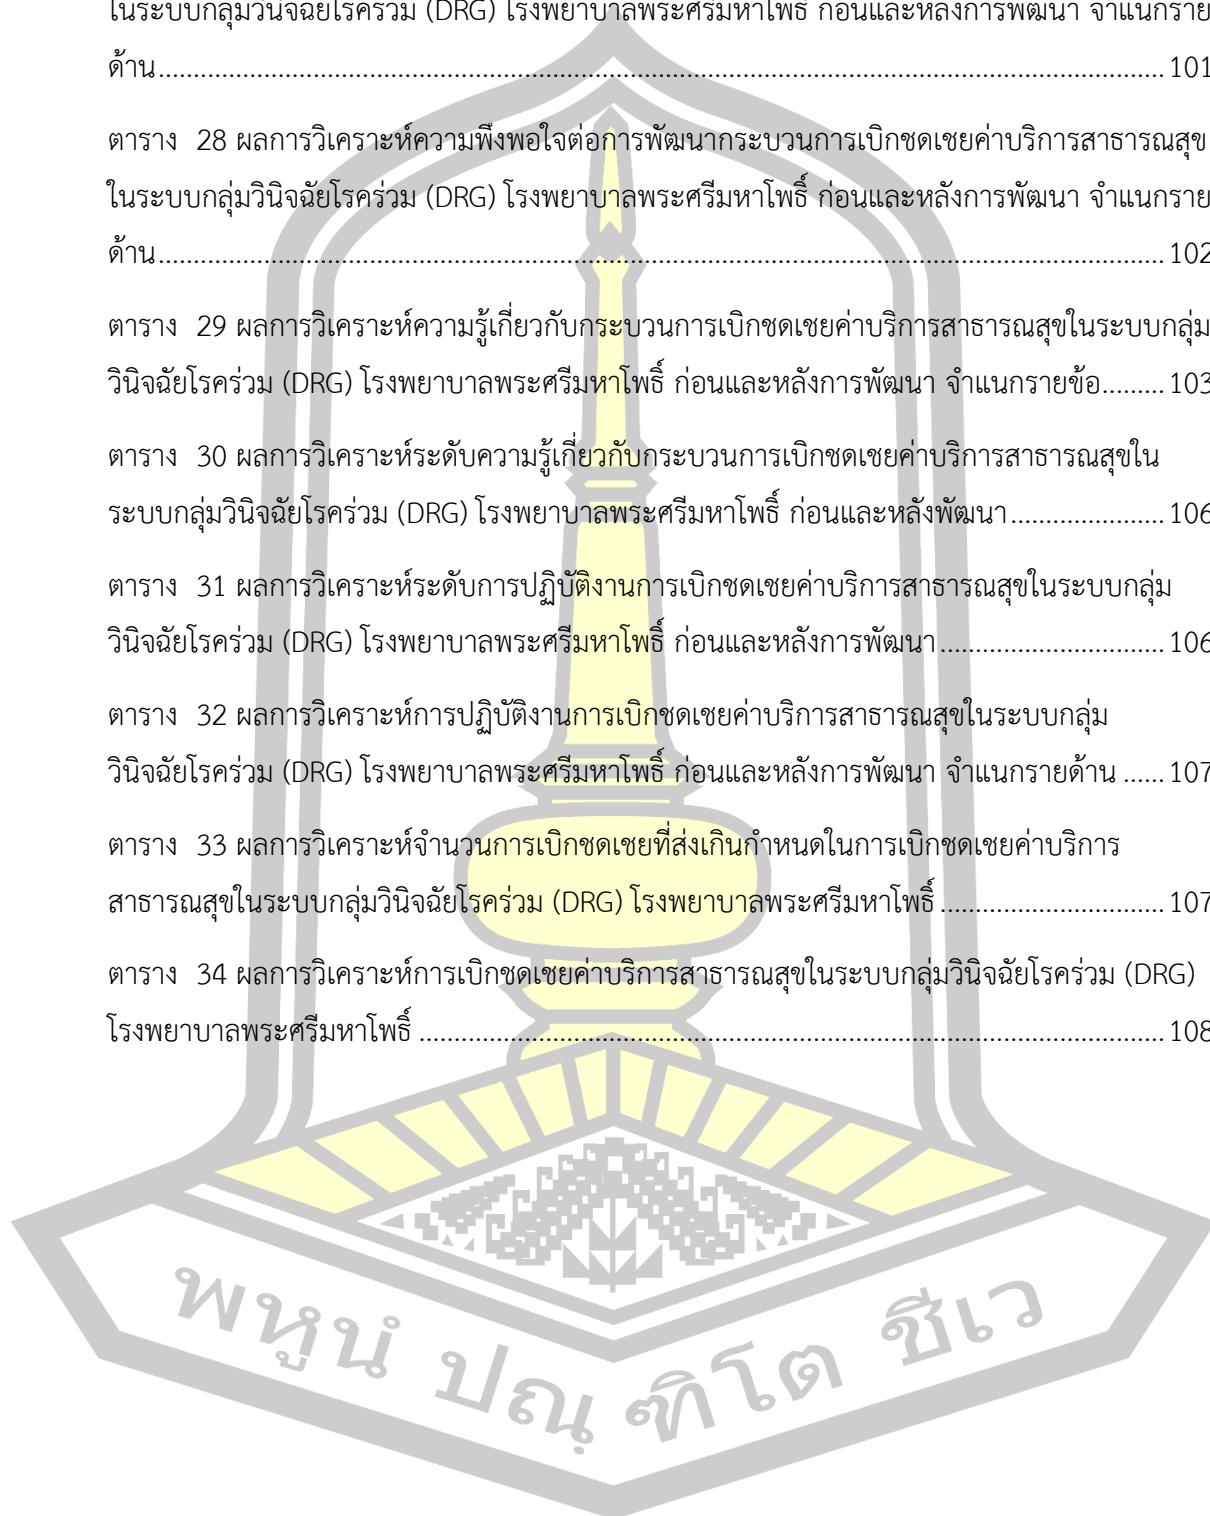 ในระบบกลุ่มวินิจฉัยโรคร่วม (DRG) โรงพยาบาลพระศรีมหาโพธิ์ ก่อนและหลังการพัฒนา จำแนกราย
ด้าน.................................................................................................................................................. 101
ตาราง 28 ผลการวิเคราะห์ความพึงพอใจต่อการพัฒนากระบวนการเบิกชดเชยค่าบริการสาธารณสุข
ในระบบกลุ่มวินิจฉัยโรคร่วม (DRG) โรงพยาบาลพระศรีมหาโพธิ์ ก่อนและหลังการพัฒนา จำแนกราย
ด้าน.................................................................................................................................................. 102
ตาราง 29 ผลการวิเคราะห์ความรู้เกี่ยวกับกระบวนการเบิกชดเชยค่าบริการสาธารณสุขในระบบกลุ่ม
วินิจฉัยโรคร่วม (DRG) โรงพยาบาลพระศรีมหาโพธิ์ ก่อนและหลังการพัฒนา จำแนกรายข้อ......... 103
ตาราง 30 ผลการวิเคราะห์ระดับความรู้เกี่ยวกับกระบวนการเบิกชดเชยค่าบริการสาธารณสุขใน
ระบบกลุ่มวินิจฉัยโรคร่วม (DRG) โรงพยาบาลพระศรีมหาโพธิ์ ก่อนและหลังพัฒนา...................... 106
ตาราง 31 ผลการวิเคราะห์ระดับการปฏิบัติงานการเบิกชดเชยค่าบริการสาธารณสุขในระบบกลุ่ม
วินิจฉัยโรคร่วม (DRG) โรงพยาบาลพระศรีมหาโพธิ์ ก่อนและหลังการพัฒนา................................ 106
ตาราง 32 ผลการวิเคราะห์การปฏิบัติงานการเบิกชดเชยค่าบริการสาธารณสุขในระบบกลุ่ม
วินิจฉัยโรคร่วม (DRG) โรงพยาบาลพระศรีมหาโพธิ์ ก่อนและหลังการพัฒนา จำแนกรายด้าน...... 107
ตาราง 33 ผลการวิเคราะห์จำนวนการเบิกชดเชยที่ส่งเกินกำหนดในการเบิกชดเชยค่าบริการ
สาธารณสุขในระบบกลุ่มวินิจฉัยโรคร่วม (DRG) โรงพยาบาลพระศรีมหาโพธิ์ ................................ 107
ตาราง 34 ผลการวิเคราะห์การเบิกชดเชยค่าบริการสาธารณสุขในระบบกลุ่มวินิจฉัยโรคร่วม (DRG)
โรงพยาบาลพระศรีมหาโพธิ์ ........................................................................................................... 108
พหูนํ ปณฺฑิโต ชีเว